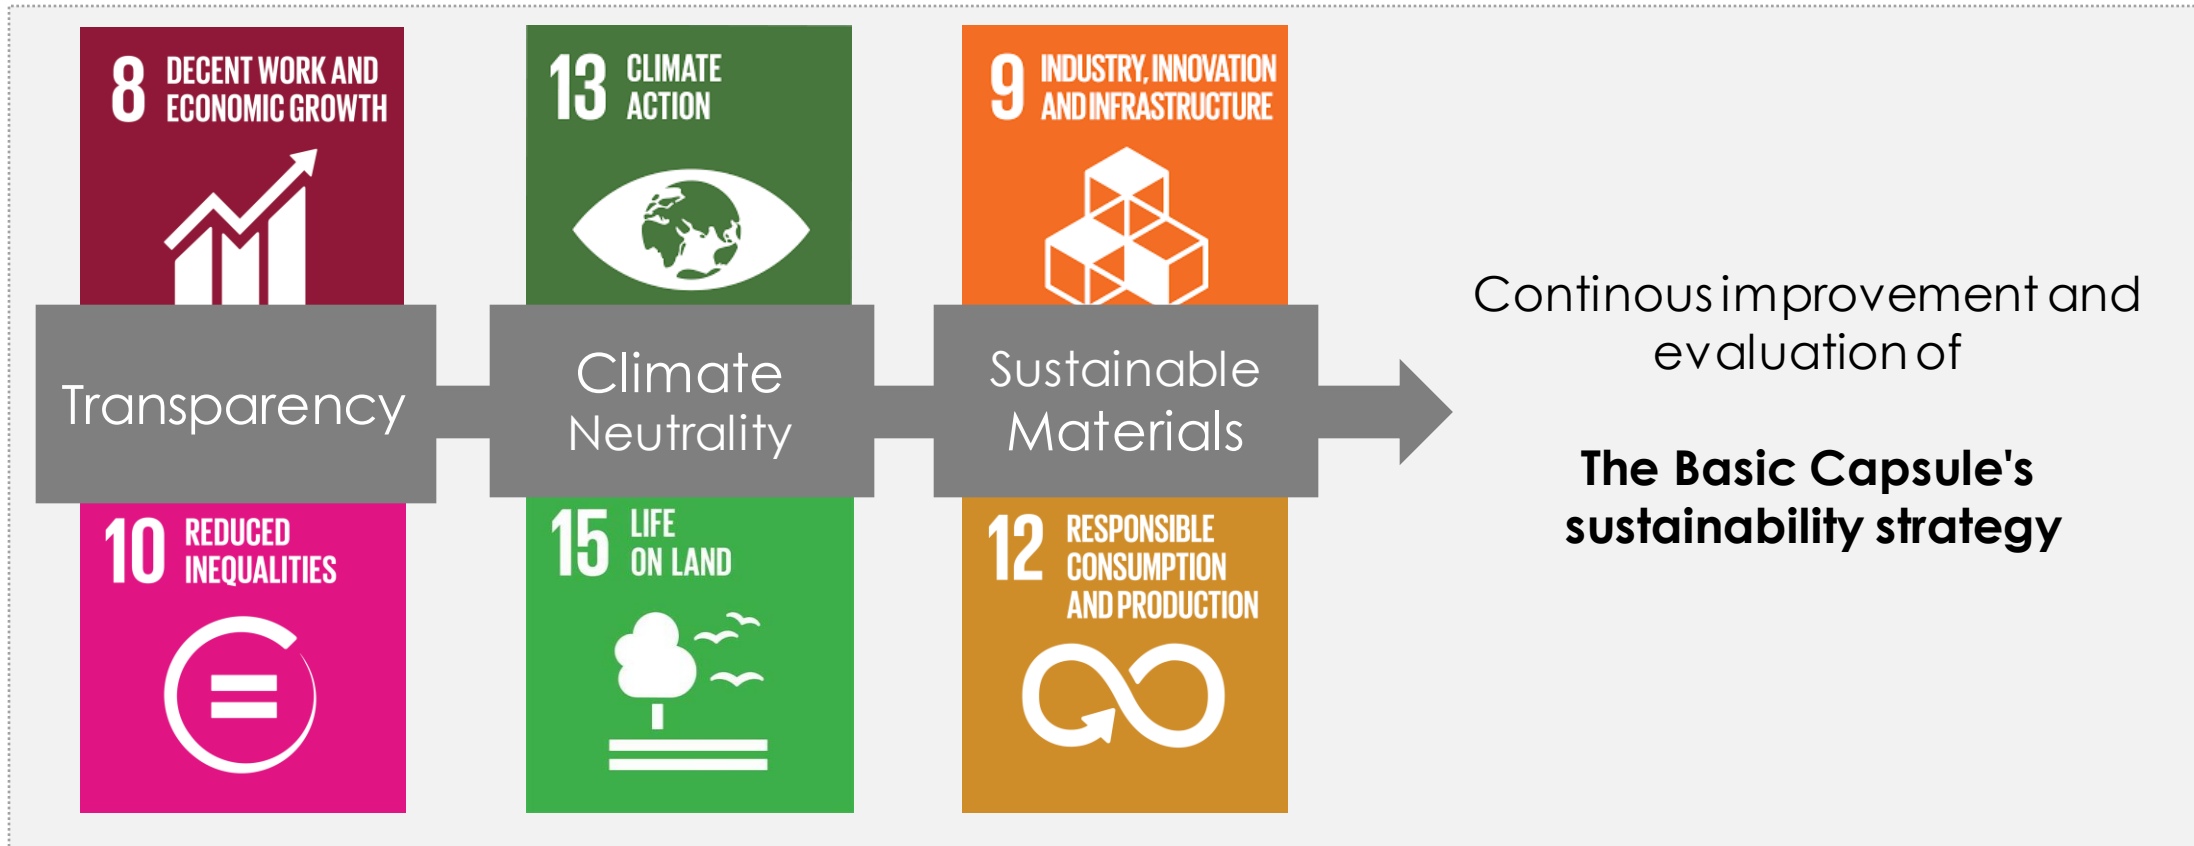 8 DECENT WORK AND
ECONOMIC GROWTH
Transparency
10 REDUCED
INEQUALITIES
13 CLIMATE
ACTION
Climate
Neutrality
15 LIFE
ON LAND
9 INDUSTRY, INNOVATION
AND INFRASTRUCTURE
Sustainable
Materials
12 RESPONSIBLE
CONSUMPTION
AND PRODUCTION
Continous improvement and
evaluation of
The Basic Capsule's
sustainability strategy